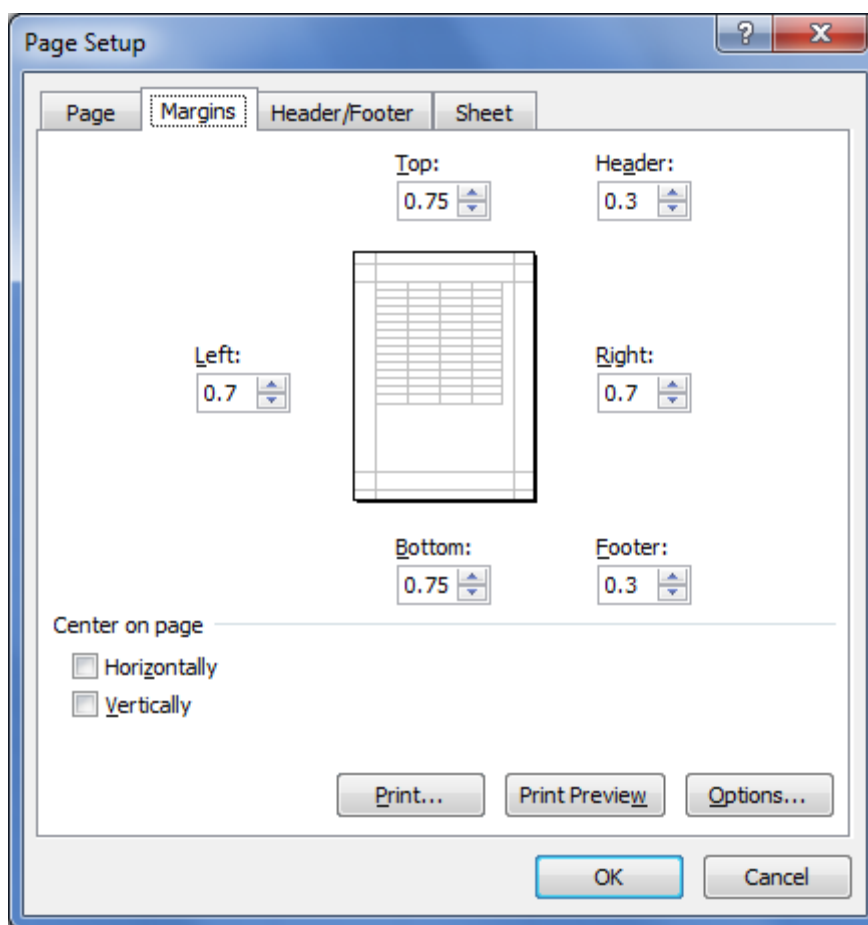 Page Setup
Page Margins Header/Footer Sheet
Top: Header:
0.75 0.3
Left: Right:
0.7 0.7
Bottom: Footer:
0.75 0.3
Center on page
Horizontally
Vertically
Print... Print Preview Options...
OK Cancel